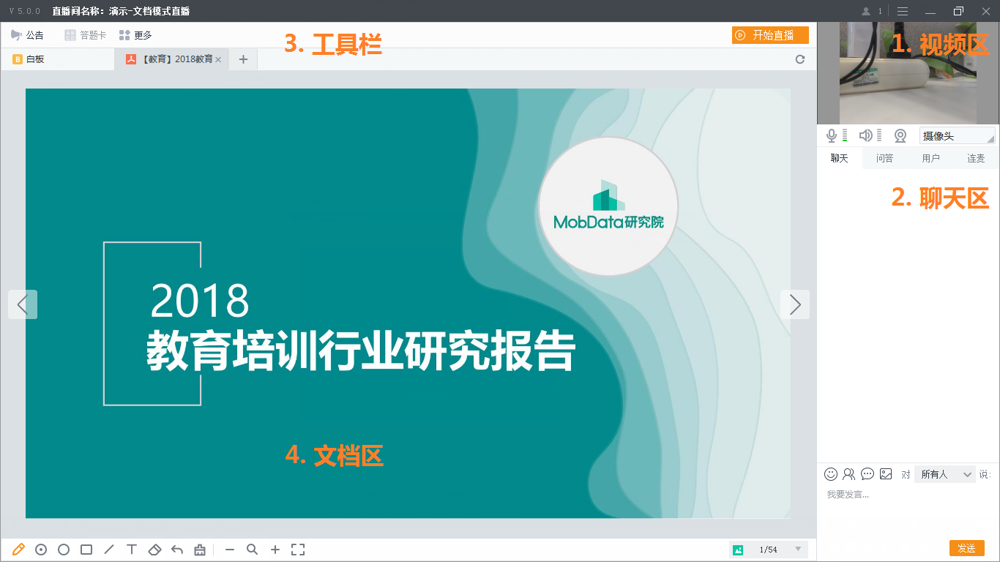 V 5.0.0 直播间名称：演示-文档模式直播 1
公告 答题卡 更多
3. 工具栏
开始直播
1. 视频区
B 白板 【教育】2018教育
摄像头
聊天 问答 用户 连麦
2. 聊天区
MobData研究院
2018
教育培训行业研究报告
4. 文档区
对 所有人 说:
我要发言...
1/54
发送